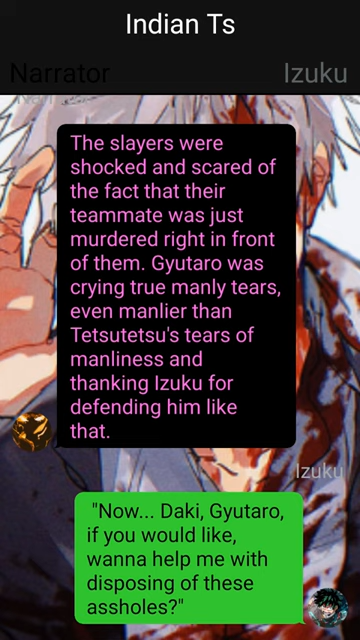 Indian Ts
Narrator
Izuku
Narrator
The slayers were
shocked and scared of
the fact that their
teammate was just
murdered right in front
of them. Gyutaro was
crying true manly tears,
even manlier than
Tetsutetsu's tears of
manliness and
thanking Izuku for
defending him like
that.
Izuku
"Now... Daki, Gyutaro,
if you would like,
wanna help me with
disposing of these
assholes?"